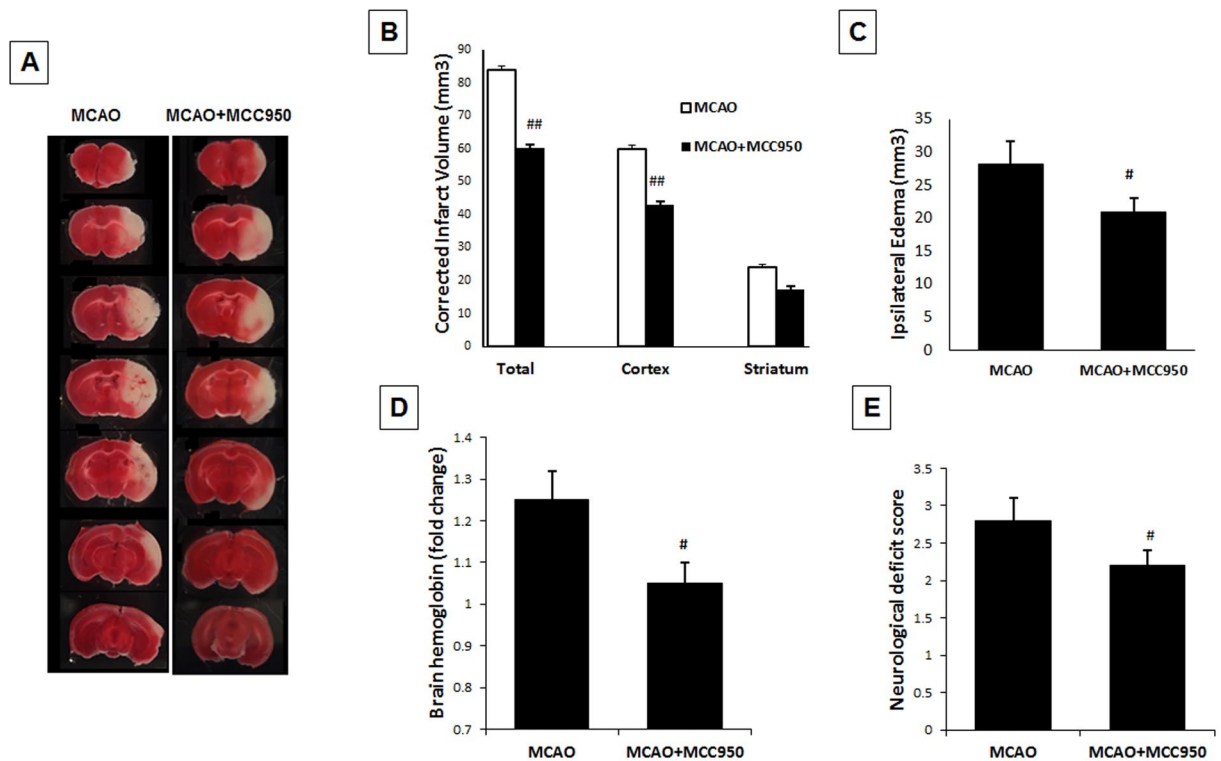 A
MCAO MCAO+MCC950
B
Corrected Infarct Volume (mm3)
90
80
70
60
50
40
30
20
10
0
##
##
MCAO
MCAO+MCC950
Total Cortex Striatum
C
Ipsilateral Edema (mm3)
35
30
25
20
15
10
5
0
#
MCAO MCAO+MCC950
D
Brain hemoglobin (fold change)
1.4
1.3
1.2
1.1
1
0.9
0.8
0.7
#
MCAO MCAO+MCC950
E
Neurological deficit score
3.5
3
2.5
2
1.5
1
0.5
0
#
MCAO MCAO+MCC950